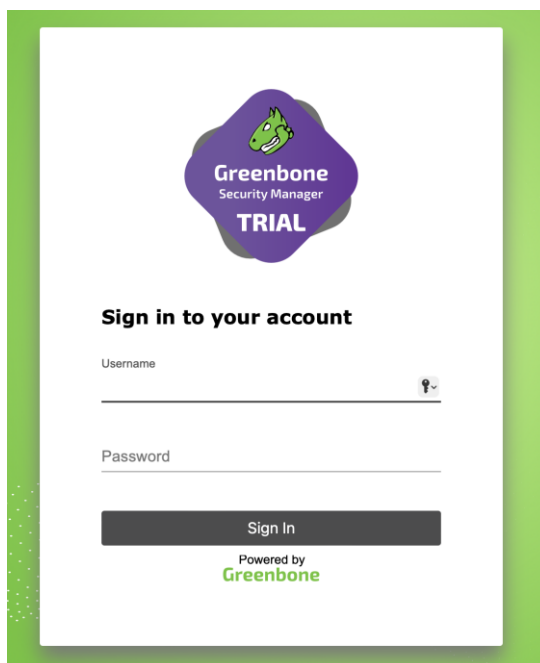 Greenbone
Security Manager
TRIAL
Sign in to your account
Username
Password
Sign In
Powered by
Greenbone